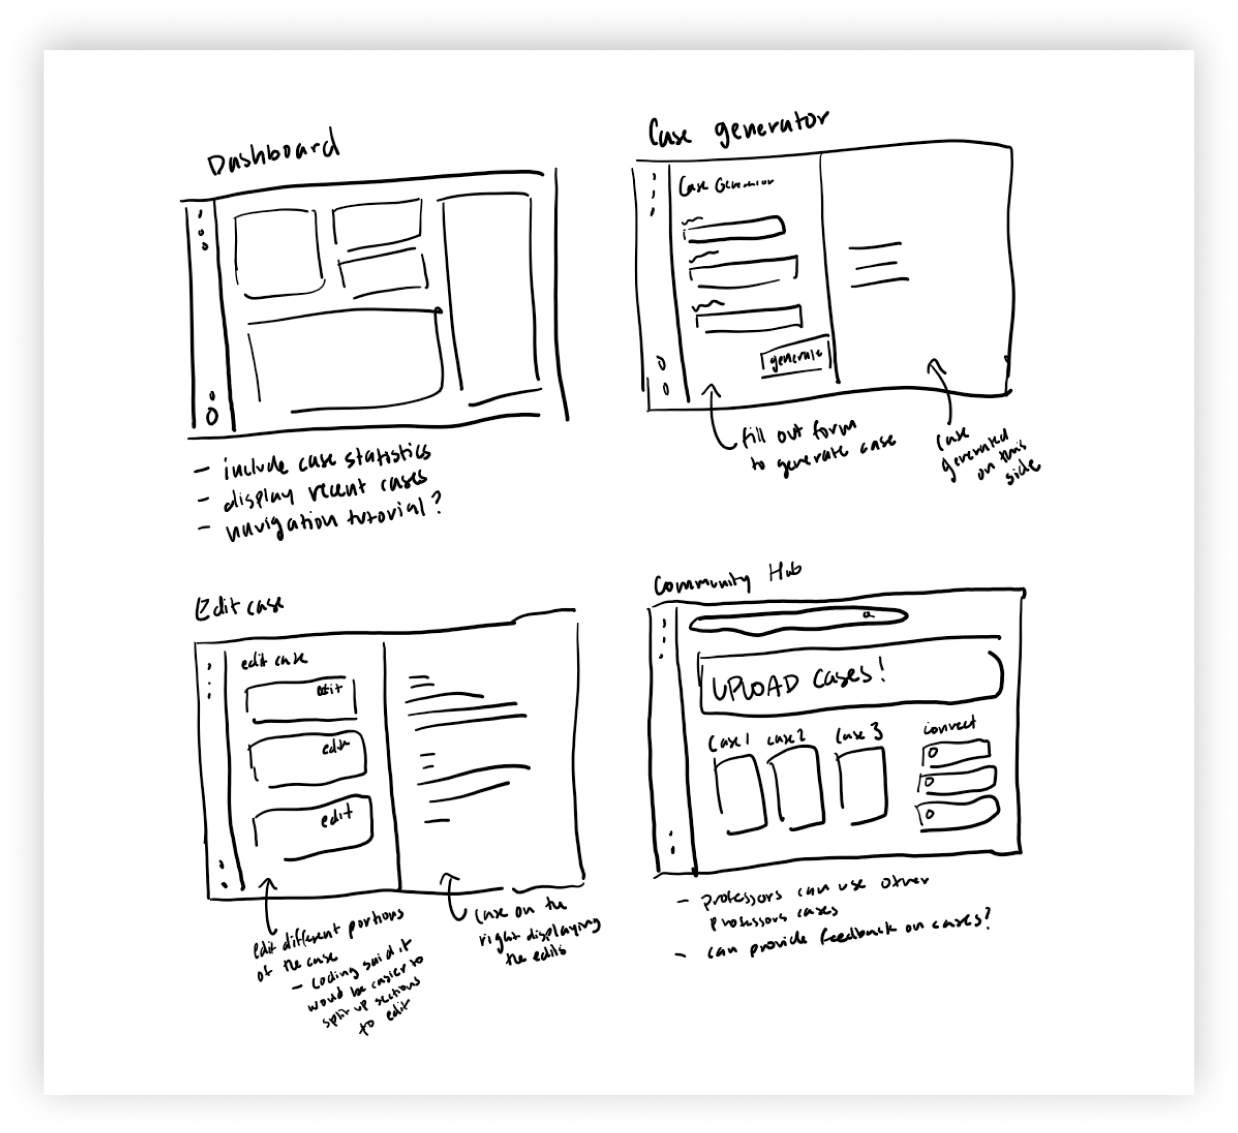 Dashboard
- include case statistics
- display recent cases
- navigation tutorial?
Case generator
Case Generator
generate
fill out form
to generate case
case
generated
on this
side
Edit case
edit case
edit
edit
edit
edit different portions
of the case
- coding said it
would be easier to
split up sections
to edit
case on the
right displaying
the edits
Community Hub
UPLOAD cases!
Case 1
case 2
Case 3
connect
- professors can use other
professors cases
- can provide feedback on cases?